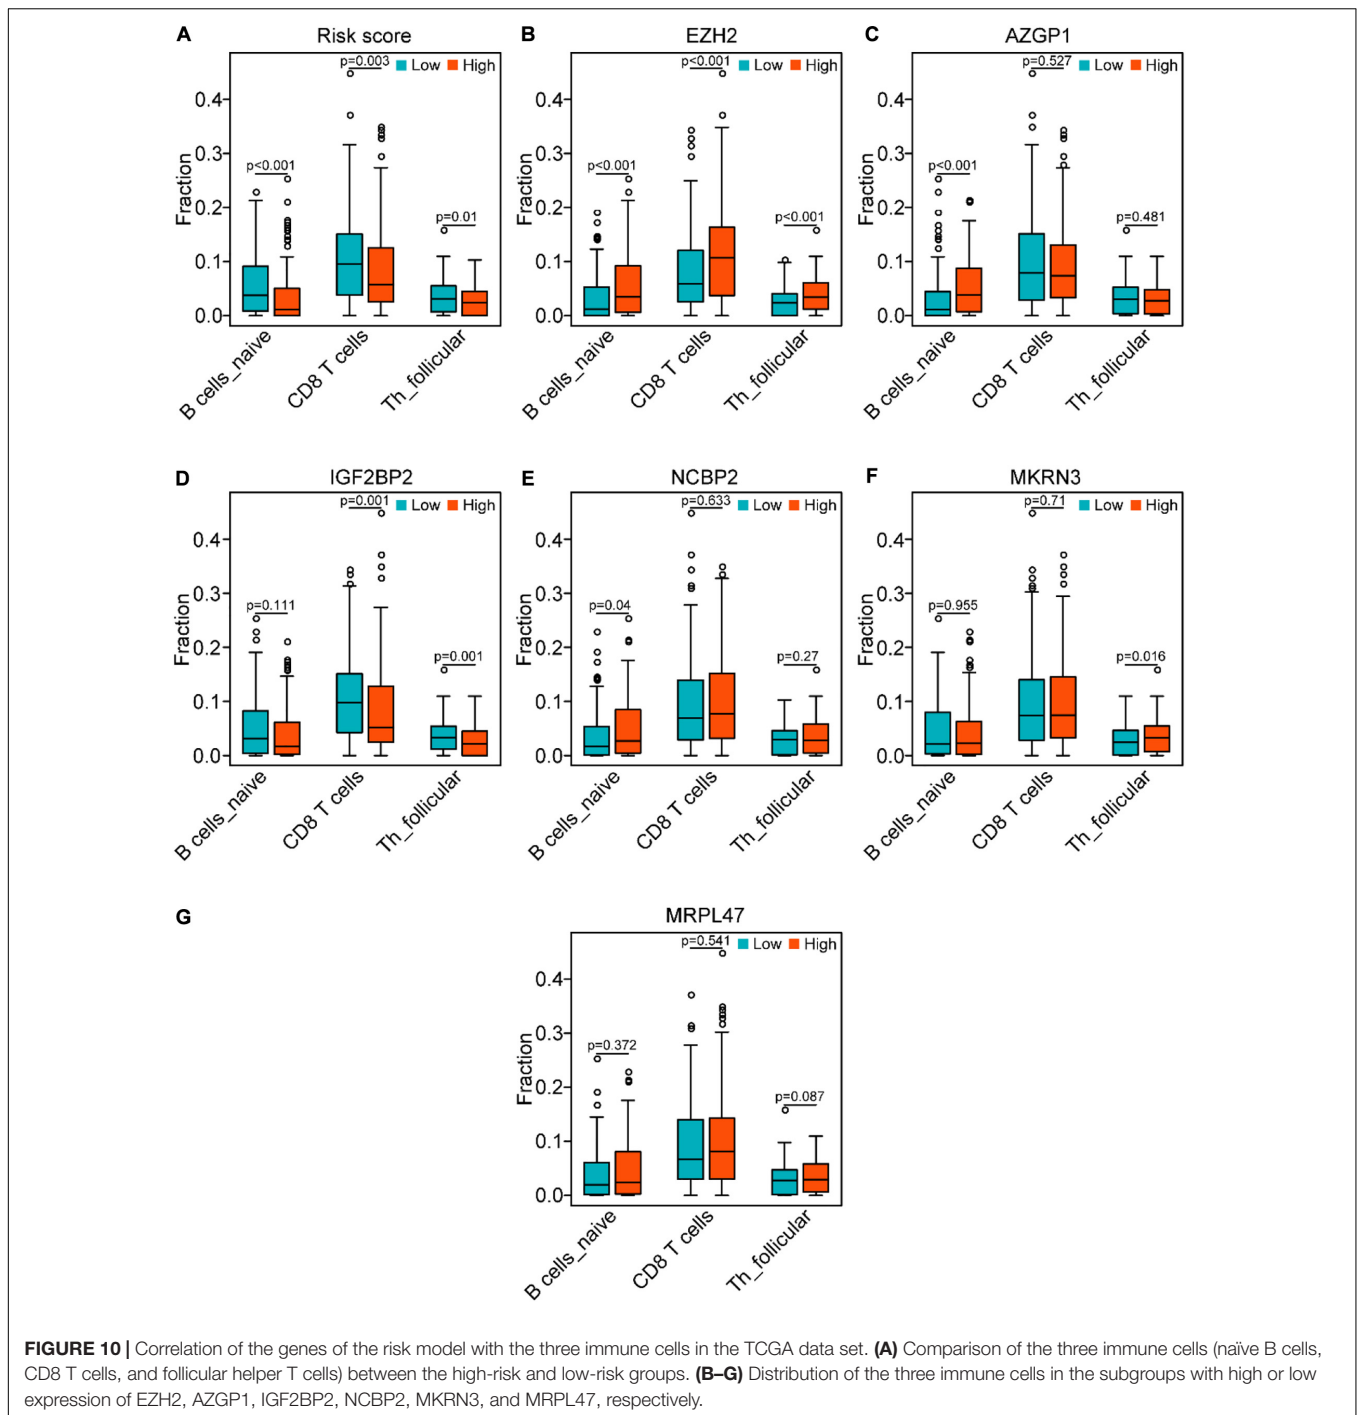 A
Risk score
p=0.003
Low High
p<0.001
p=0.01
Fraction
0.4
0.3
0.2
0.1
0.0
B cells_naive
CD8 T cells
Th_follicular
B
EZH2
p<0.001
Low High
p<0.001
p<0.001
Fraction
0.4
0.3
0.2
0.1
0.0
B cells_naive
CD8 T cells
Th_follicular
C
AZGP1
p=0.527
Low High
p<0.001
p=0.481
Fraction
0.4
0.3
0.2
0.1
0.0
B cells_naive
CD8 T cells
Th_follicular
D
IGF2BP2
p=0.001
Low High
p=0.111
p=0.001
Fraction
0.4
0.3
0.2
0.1
0.0
B cells_naive
CD8 T cells
Th_follicular
E
NCBP2
p=0.633
Low High
p=0.04
p=0.27
Fraction
0.4
0.3
0.2
0.1
0.0
B cells_naive
CD8 T cells
Th_follicular
F
MKRN3
p=0.71
Low High
p=0.955
p=0.016
Fraction
0.4
0.3
0.2
0.1
0.0
B cells_naive
CD8 T cells
Th_follicular
G
MRPL47
p=0.541
Low High
p=0.372
p=0.087
Fraction
0.4
0.3
0.2
0.1
0.0
B cells_naive
CD8 T cells
Th_follicular
FIGURE 10 | Correlation of the genes of the risk model with the three immune cells in the TCGA data set. (A) Comparison of the three immune cells (naïve B cells,
CD8 T cells, and follicular helper T cells) between the high-risk and low-risk groups. (B–G) Distribution of the three immune cells in the subgroups with high or low
expression of EZH2, AZGP1, IGF2BP2, NCBP2, MKRN3, and MRPL47, respectively.